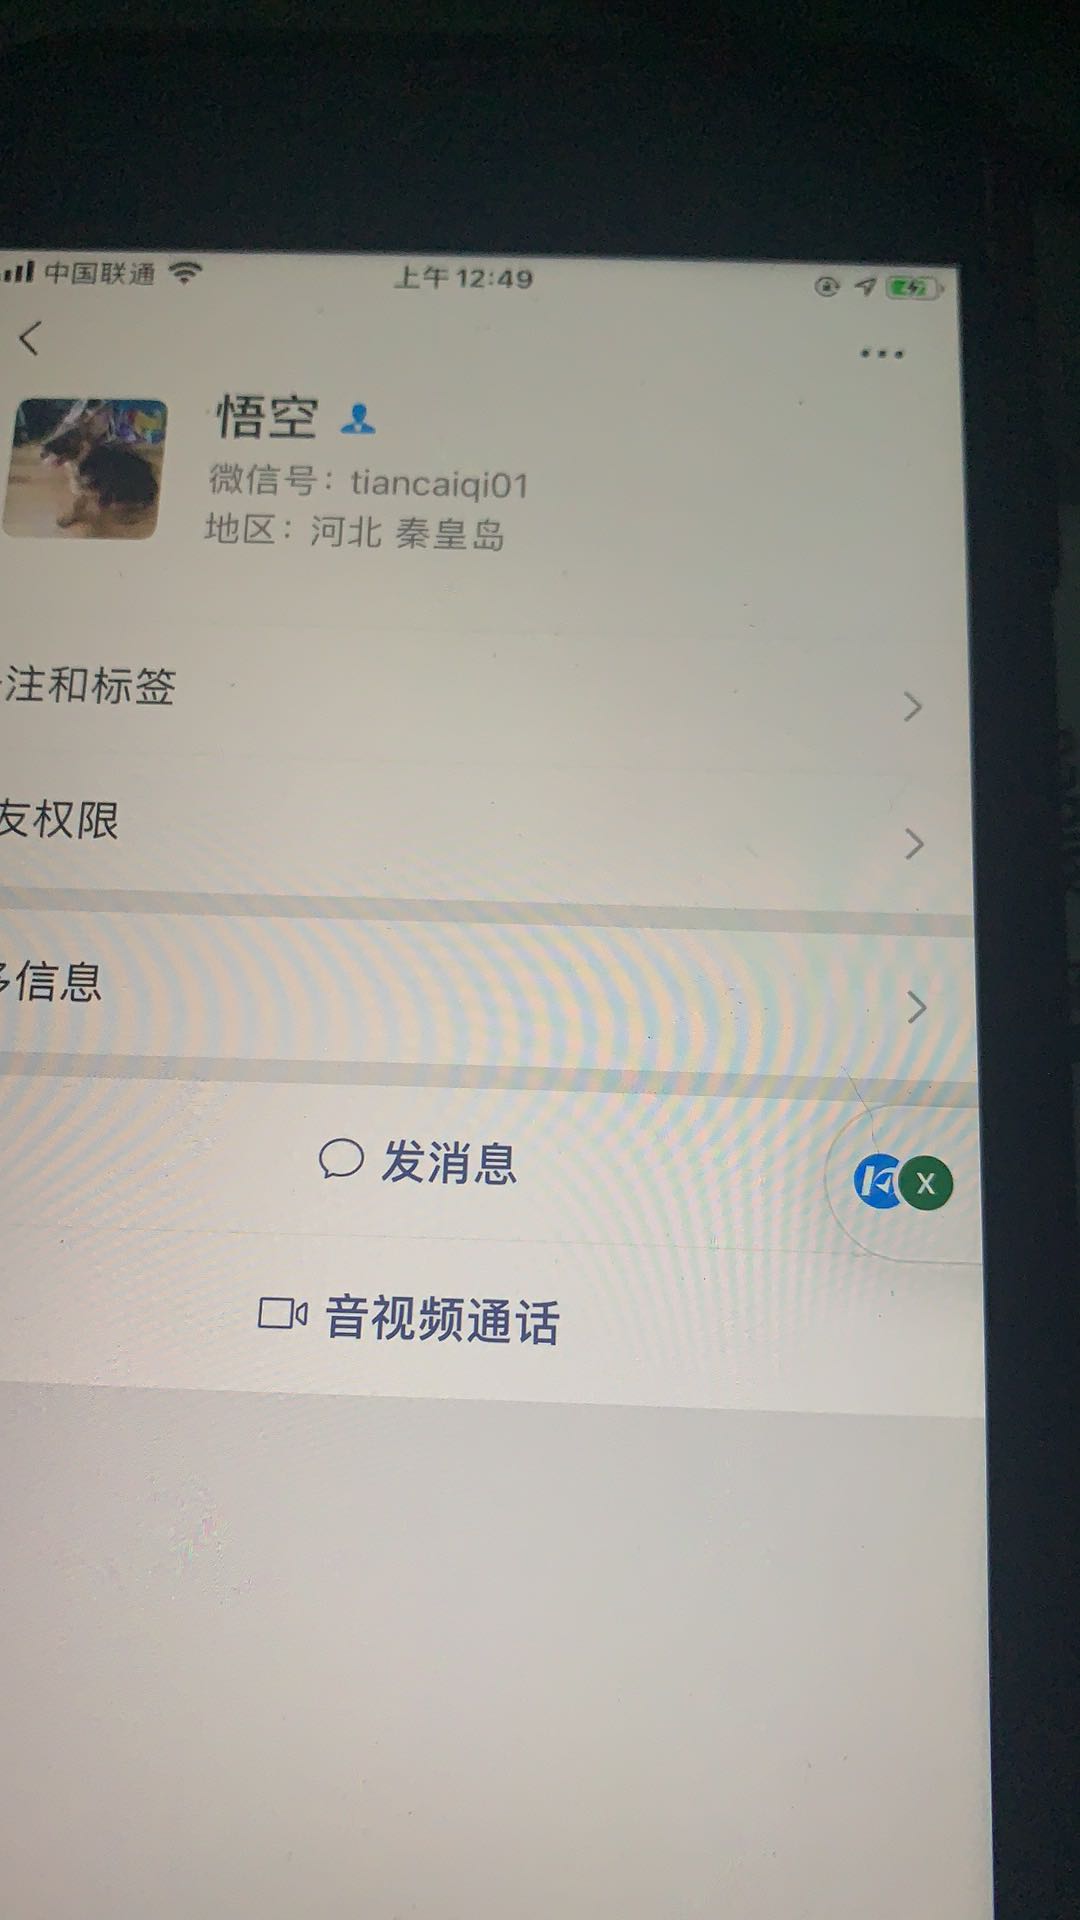 中国联通 上午12:49
悟空
微信号：tiancaiqi01
地区：河北 秦皇岛
注和标签
友权限
信息
发消息
X
音视频通话